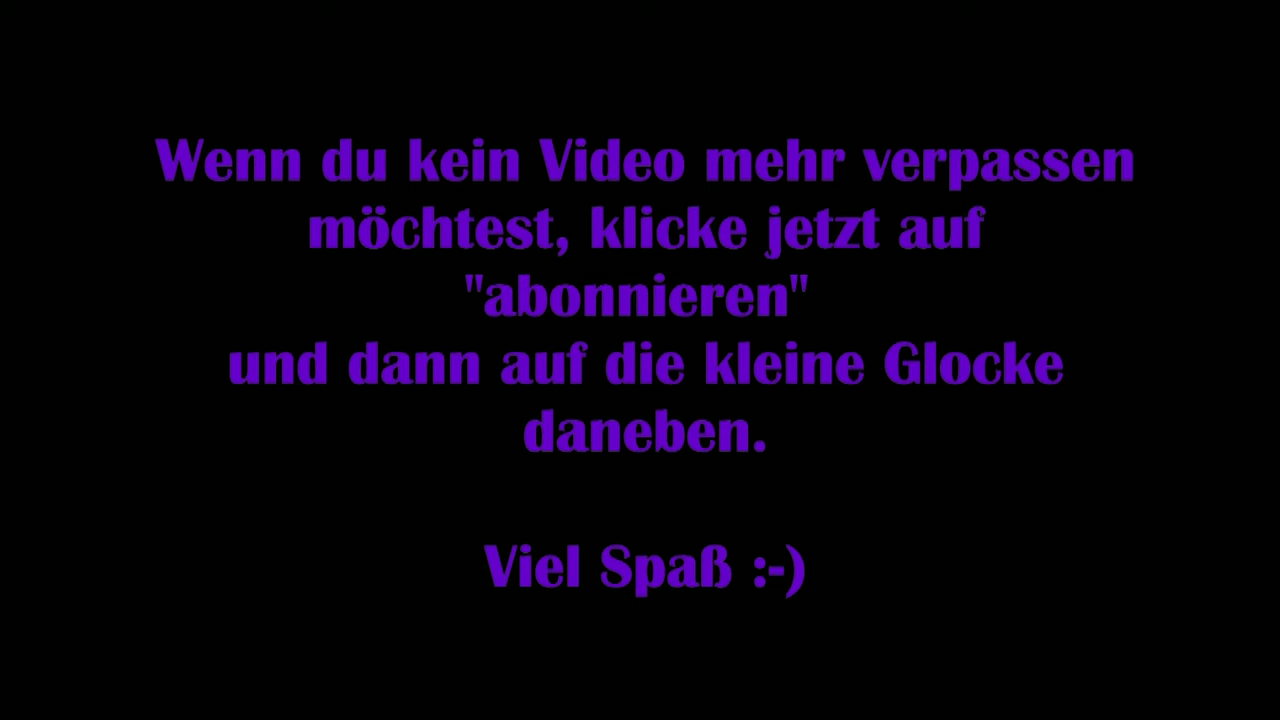 Wenn du kein Video mehr verpassen
möchtest, klicke jetzt auf
"abonnieren"
und dann auf die kleine Glocke
daneben.
Viel Spaß :-)